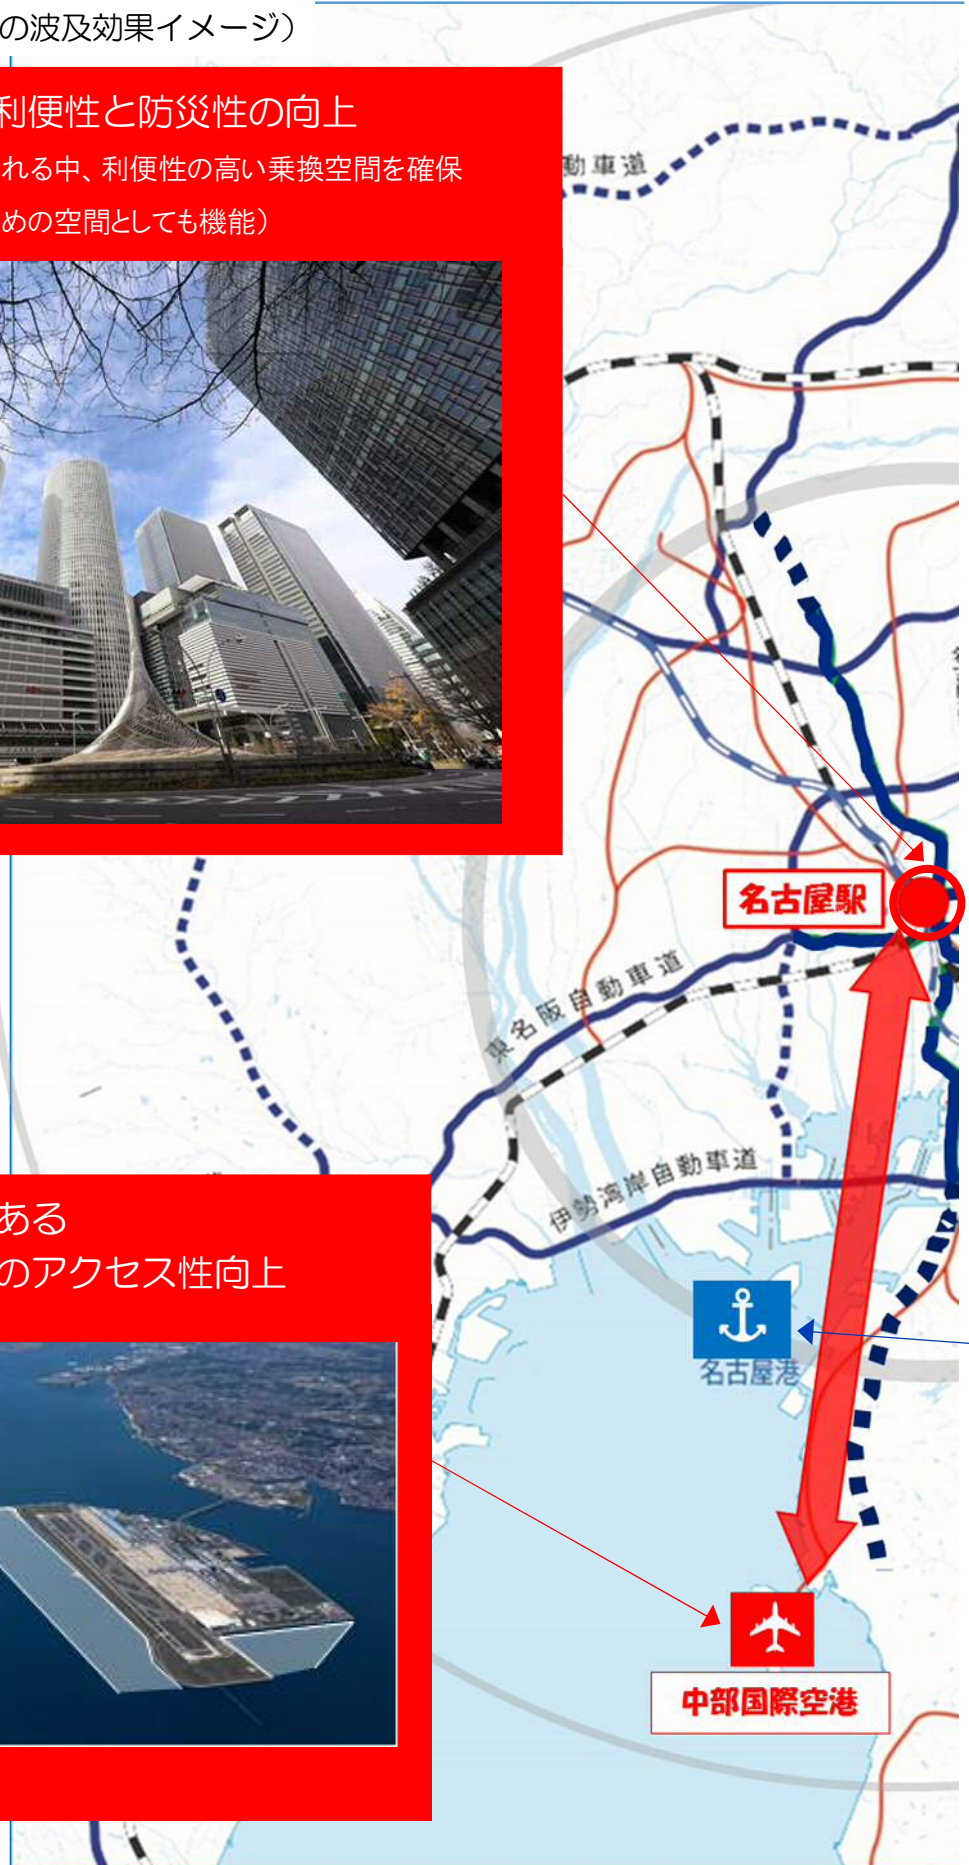 の波及効果イメージ）
利便性と防災性の向上
れる中、利便性の高い乗換空間を確保
めの空間としても機能）
動車道
名古屋駅
東名阪自動車道
伊勢湾岸自動車道
ある
のアクセス性向上
名古屋港
中部国際空港